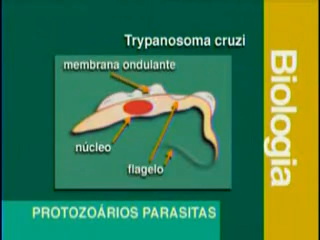 Trypanosoma cruzi
membrana ondulante
núcleo
flagelo
Biologia
PROTOZOÁRIOS PARASITAS